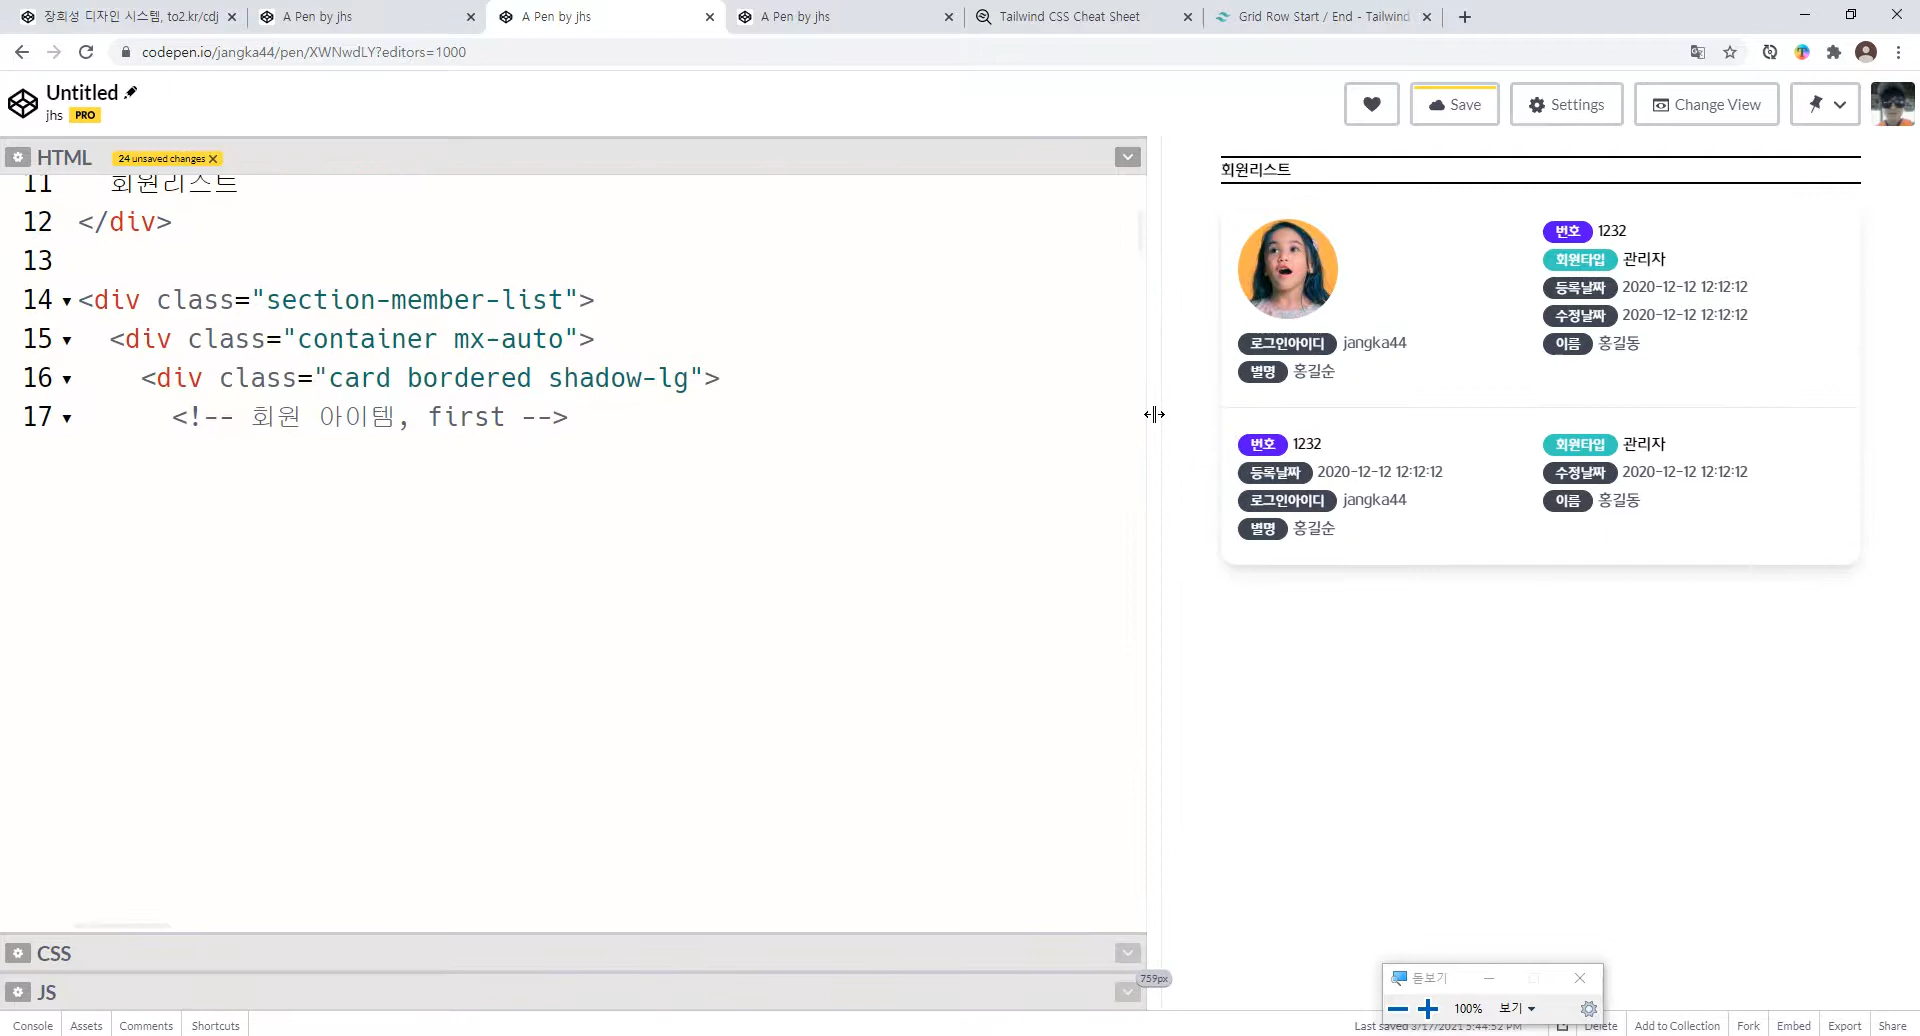 장희성 디자인 시스템, to2.kr/cdj
A Pen by jhs
A Pen by jhs
A Pen by jhs
Tailwind CSS Cheat Sheet
Grid Row Start / End - Tailwind
codepen.io/jangka44/pen/XWNwdLY?editors=1000
Untitled
jhs PRO
Save
Settings
Change View
HTML
24 unsaved changes
11 회원리스트
12 </div>
13
14 <div class="section-member-list">
15 <div class="container mx-auto">
16 <div class="card bordered shadow-lg">
17 <!-- 회원 아이템, first -->
회원리스트
번호 1232
회원타입 관리자
등록날짜 2020-12-12 12:12:12
수정날짜 2020-12-12 12:12:12
로그인아이디 jangka44
이름 홍길동
별명 홍길순
번호 1232
회원타입 관리자
등록날짜 2020-12-12 12:12:12
수정날짜 2020-12-12 12:12:12
로그인아이디 jangka44
이름 홍길동
별명 홍길순
CSS
759px
JS
돋보기
100%
보기
Console
Assets
Comments
Shortcuts
Last saved 3/17/2021 5:44:52 PM
Delete
Add to Collection
Fork
Embed
Export
Share